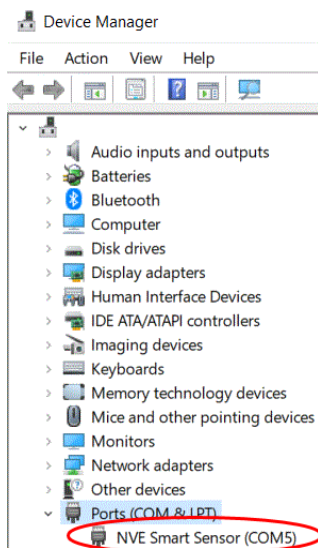 Device Manager
File Action View Help
Audio inputs and outputs
Batteries
Bluetooth
Computer
Disk drives
Display adapters
Human Interface Devices
IDE ATA/ATAPI controllers
Imaging devices
Keyboards
Memory technology devices
Mice and other pointing devices
Monitors
Network adapters
Other devices
Ports (COM & LPT)
NVE Smart Sensor (COM5)